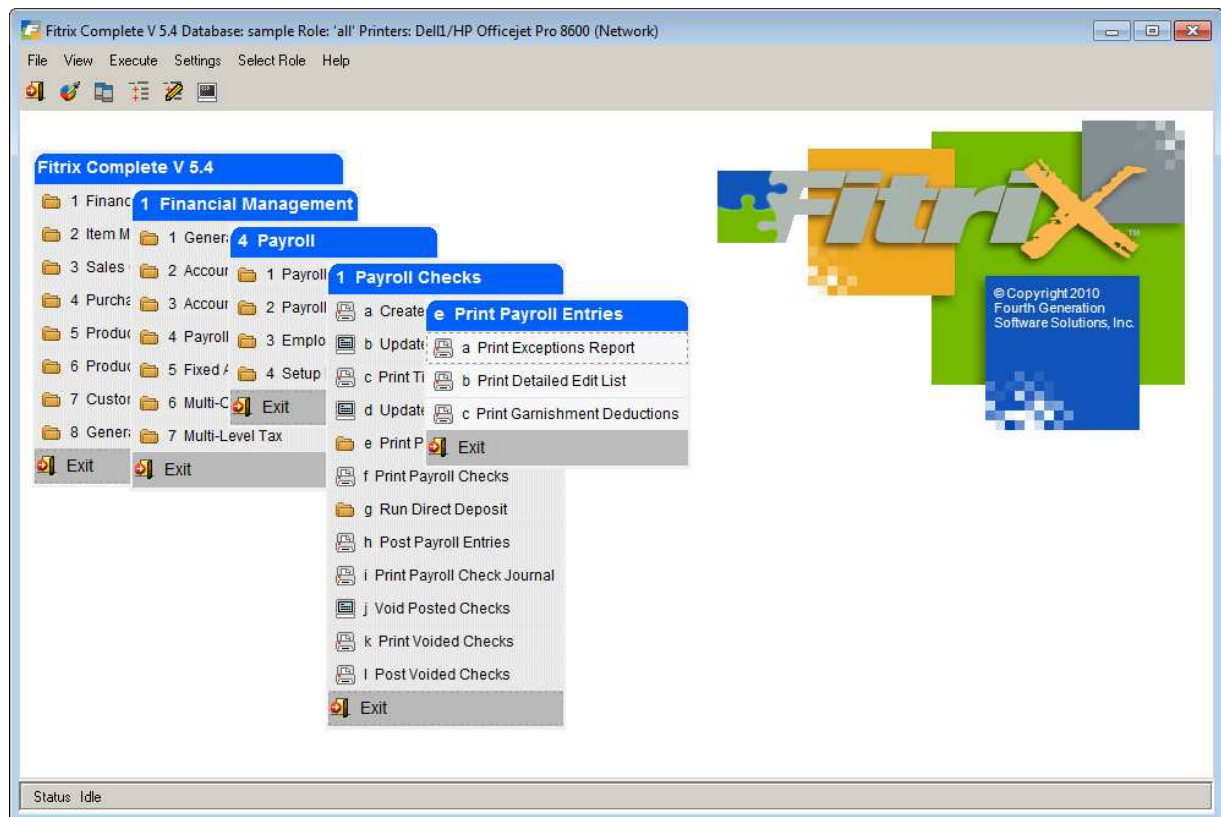 Fitrix Complete V 5.4 Database: sample Role: 'all' Printers: Dell1/HP Officejet Pro 8600 (Network)
File View Execute Settings Select Role Help
Fitrix Complete V 5.4
1 Financ
2 Item M
3 Sales
4 Purcha
5 Produc
6 Produc
7 Custor
8 Gener
Exit
1 Financial Management
1 Gener
2 Accour
3 Accour
4 Payroll
5 Fixed A
6 Multi-C
7 Multi-Level Tax
Exit
4 Payroll
1 Payroll
2 Payroll
3 Emplo
4 Setup
Exit
1 Payroll Checks
a Create
b Update
c Print Ti
d Update
e Print P
f Print Payroll Checks
g Run Direct Deposit
h Post Payroll Entries
i Print Payroll Check Journal
j Void Posted Checks
k Print Voided Checks
l Post Voided Checks
Exit
e Print Payroll Entries
a Print Exceptions Report
b Print Detailed Edit List
c Print Garnishment Deductions
Exit
FitriX
TM
© Copyright 2010
Fourth Generation
Software Solutions, Inc.
Status Idle